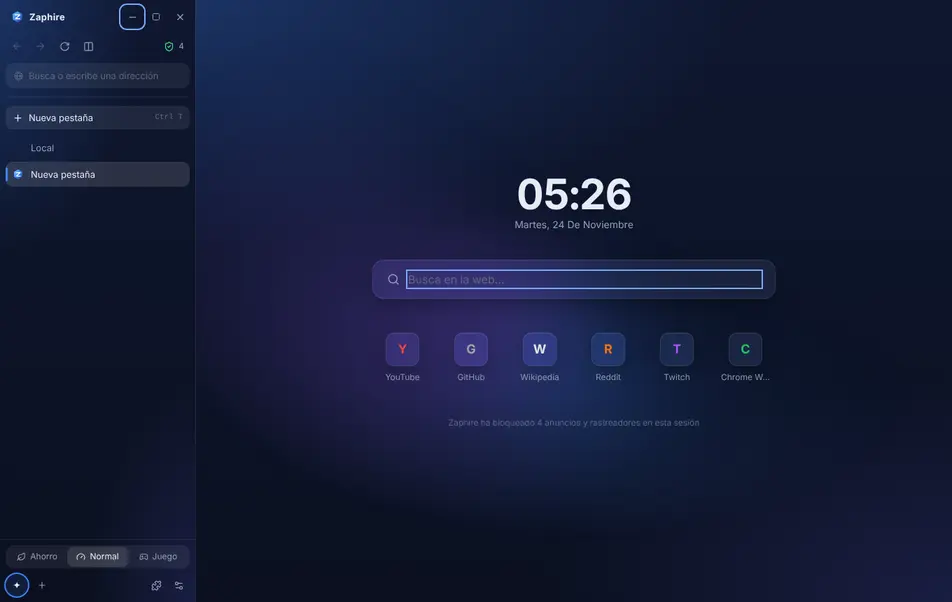 Zaphire
4
Busca o escribe una dirección
Nueva pestaña Ctrl T
Local
Nueva pestaña
05:26
Martes, 24 De Noviembre
Busca en la web...
Y G W R T C
YouTube GitHub Wikipedia Reddit Twitch Chrome W...
Zaphire ha bloqueado 4 anuncios y rastreadores en esta sesión
Ahorro Normal Juego